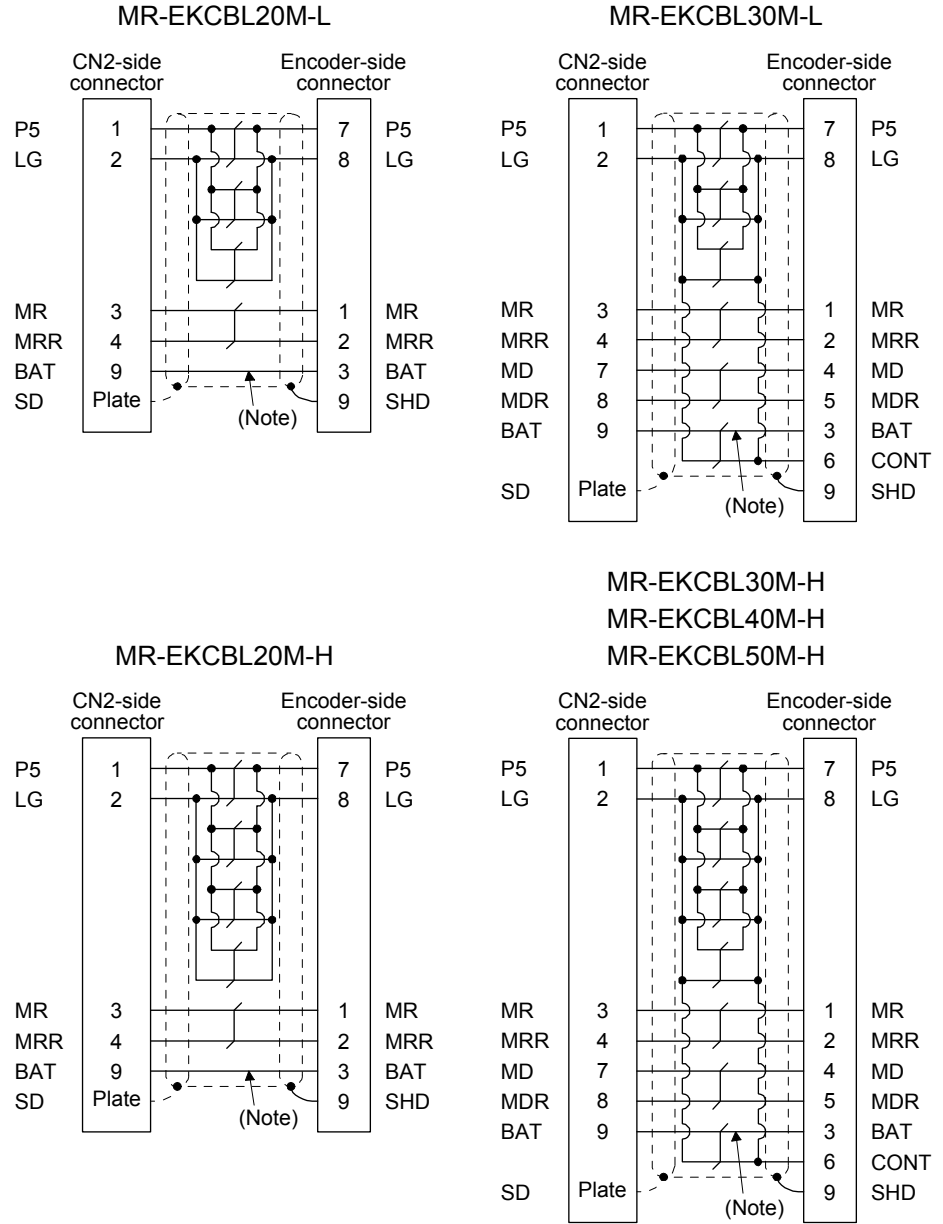 MR-EKCBL20M-L
CN2-side connector Encoder-side connector
P5 1 7 P5
LG 2 8 LG
MR 3 1 MR
MRR 4 2 MRR
BAT 9 3 BAT
SD Plate 9 SHD
(Note)
MR-EKCBL30M-L
CN2-side connector Encoder-side connector
P5 1 7 P5
LG 2 8 LG
MR 3 1 MR
MRR 4 2 MRR
MD 7 4 MD
MDR 8 5 MDR
BAT 9 3 BAT
6 CONT
SD Plate 9 SHD
(Note)
MR-EKCBL20M-H
CN2-side connector Encoder-side connector
P5 1 7 P5
LG 2 8 LG
MR 3 1 MR
MRR 4 2 MRR
BAT 9 3 BAT
SD Plate 9 SHD
(Note)
MR-EKCBL30M-H
MR-EKCBL40M-H
MR-EKCBL50M-H
CN2-side connector Encoder-side connector
P5 1 7 P5
LG 2 8 LG
MR 3 1 MR
MRR 4 2 MRR
MD 7 4 MD
MDR 8 5 MDR
BAT 9 3 BAT
6 CONT
SD Plate 9 SHD
(Note)